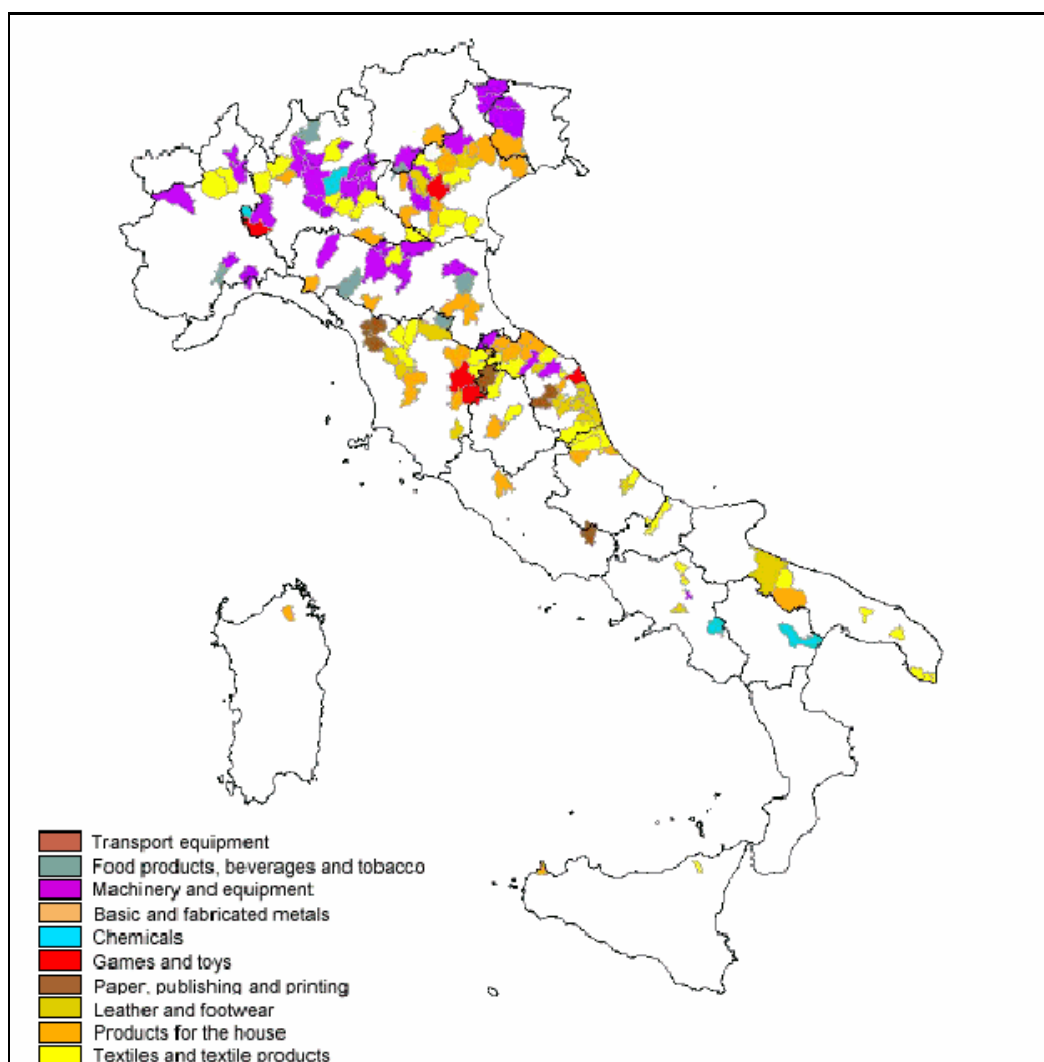 Transport equipment
Food products, beverages and tobacco
Machinery and equipment
Basic and fabricated metals
Chemicals
Games and toys
Paper, publishing and printing
Leather and footwear
Products for the house
Textiles and textile products